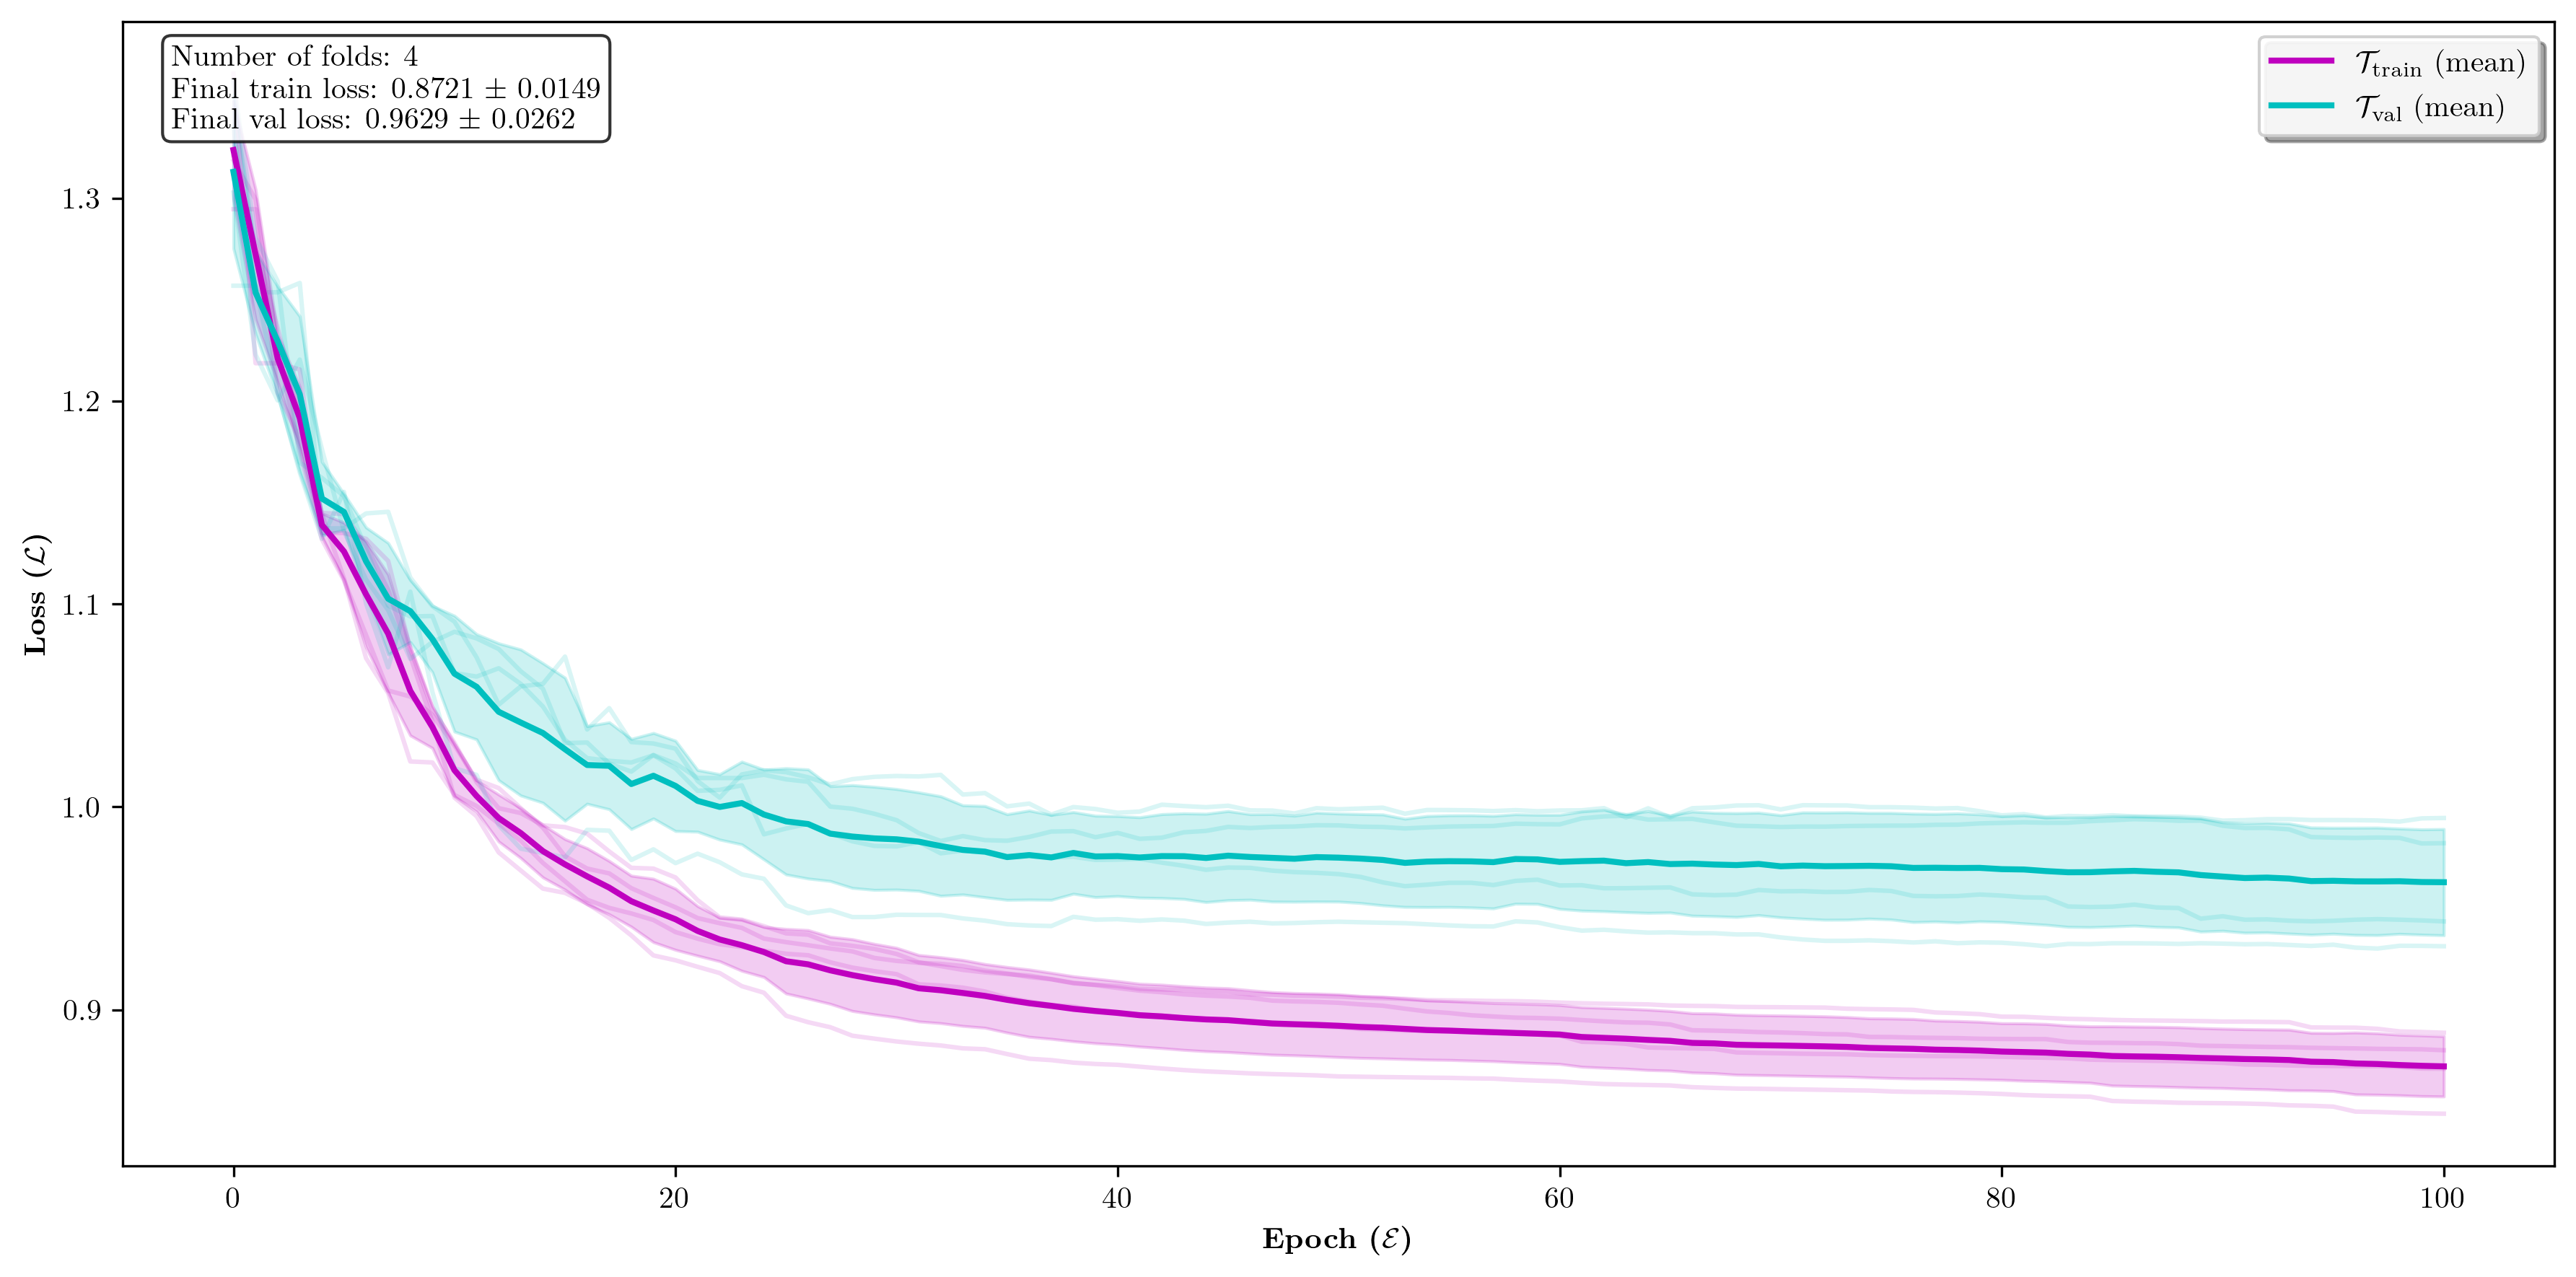 Number of folds: 4
Final train loss: 0.8721 ± 0.0149
Final val loss: 0.9629 ± 0.0262
𝒯train (mean)
𝒯val (mean)
1.3
1.2
1.1
1.0
0.9
Loss (ℒ)
0 20 40 60 80 100
Epoch (ℰ)